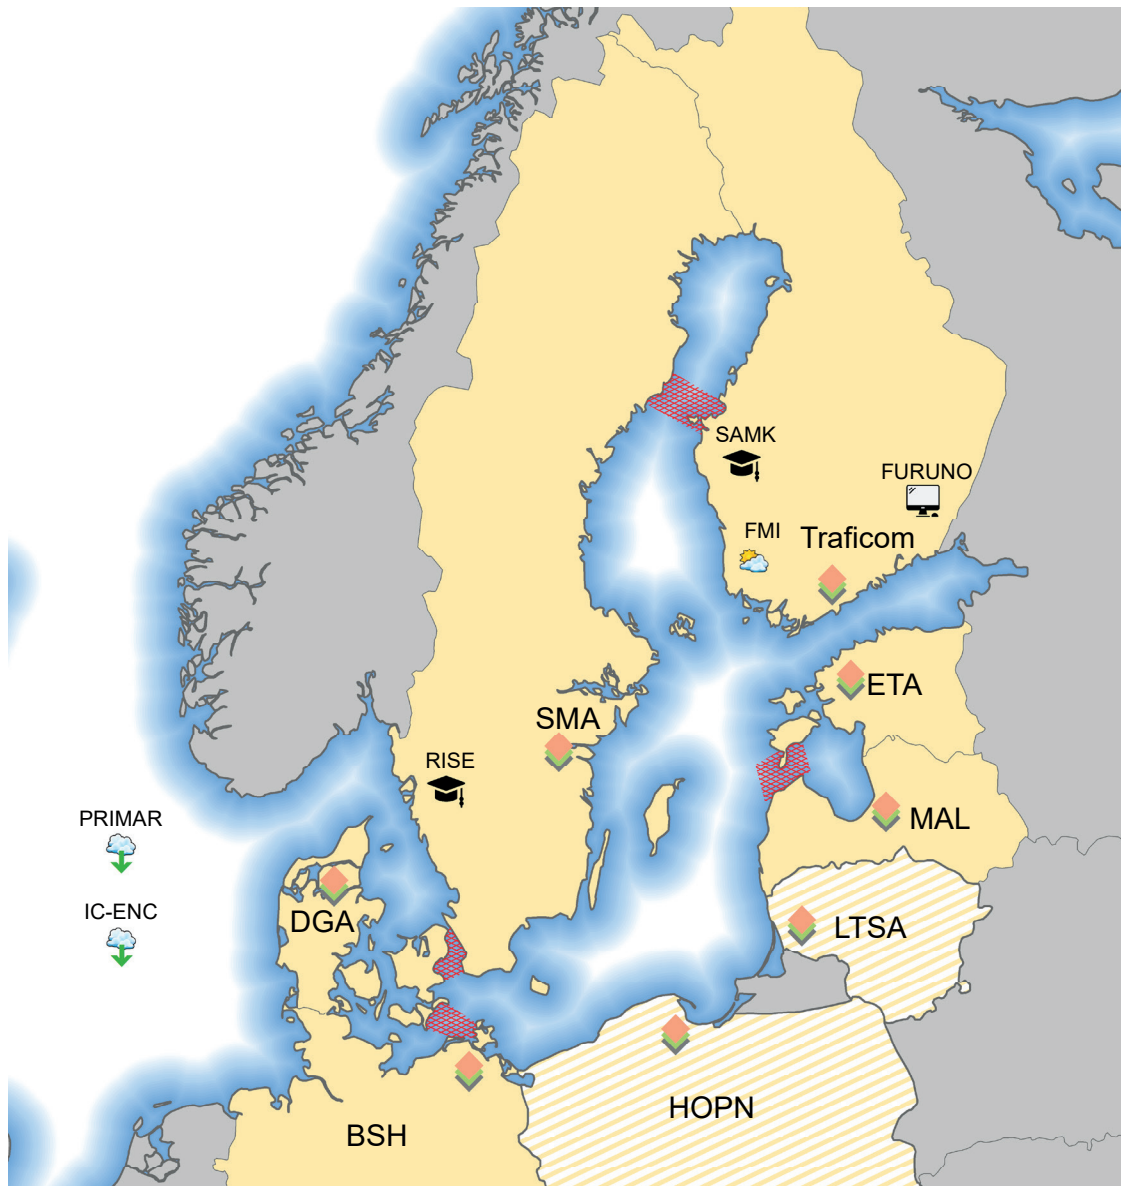 SAMK
FURUNO
FMI
Traficom
ETA
SMA
RISE
PRIMAR
MAL
IC-ENC
DGA
LTSA
HOPN
BSH